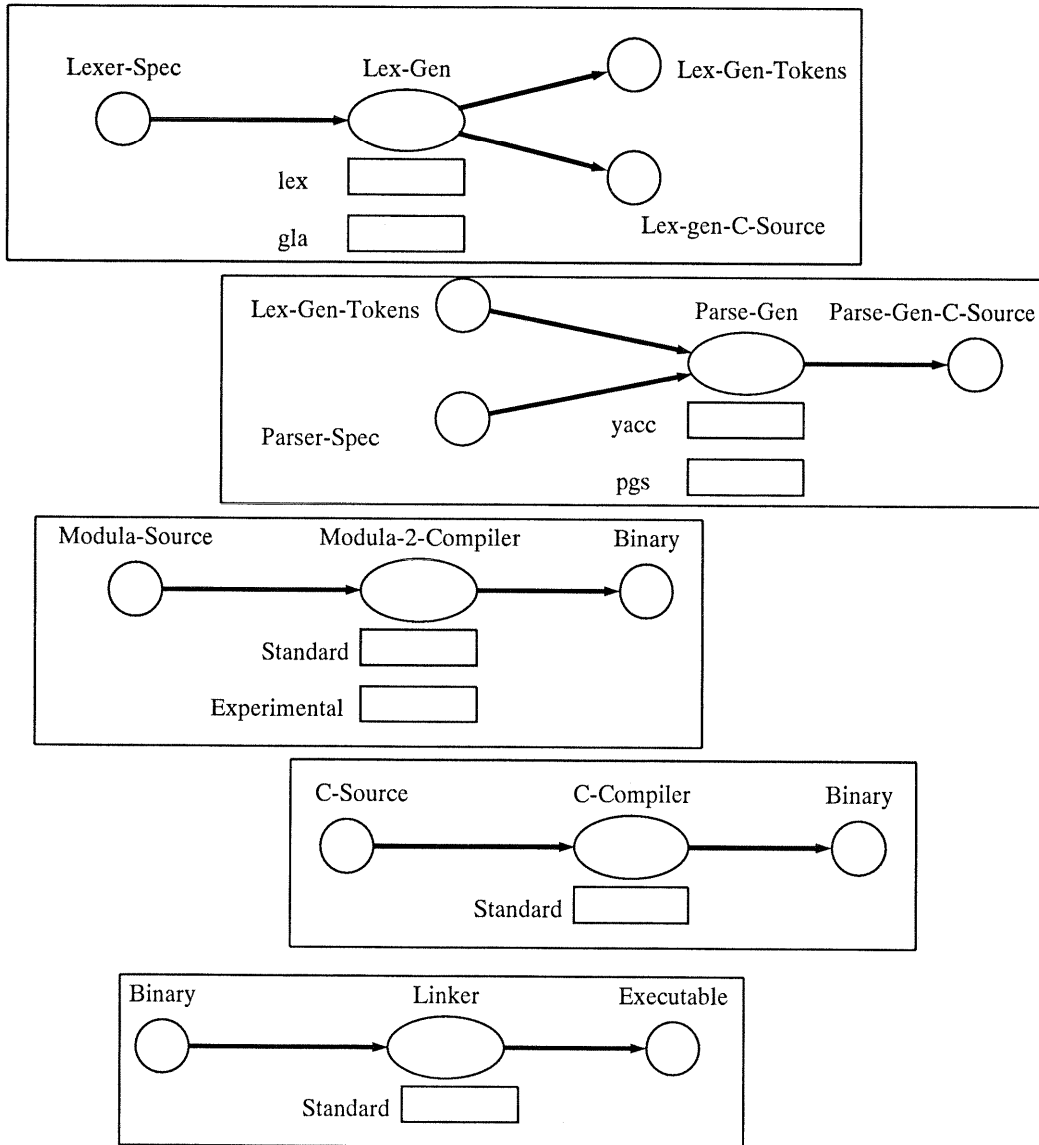 Lexer-Spec
Lex-Gen
Lex-Gen-Tokens
lex
gla
Lex-gen-C-Source
Lex-Gen-Tokens
Parse-Gen
Parse-Gen-C-Source
Parser-Spec
yacc
pgs
Modula-Source
Modula-2-Compiler
Binary
Standard
Experimental
C-Source
C-Compiler
Binary
Standard
Binary
Linker
Executable
Standard